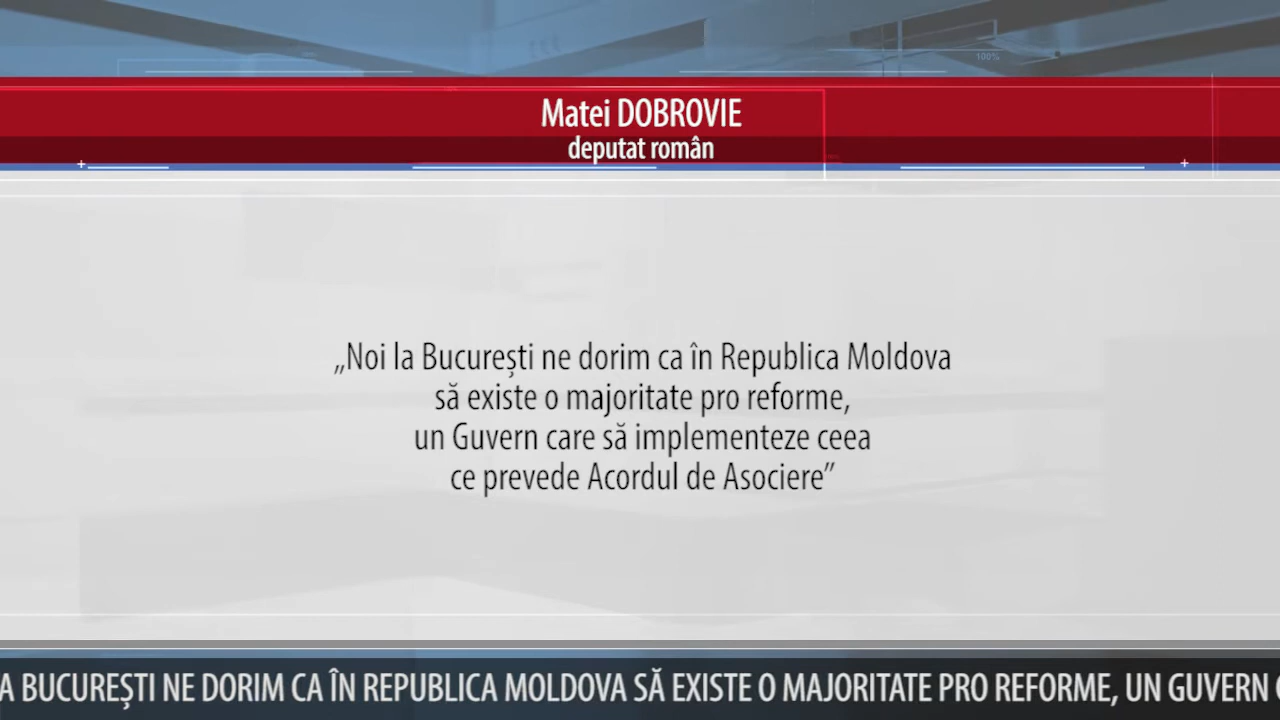 100%
Matei DOBROVIE
deputat român
„Noi la București ne dorim ca în Republica Moldova
să existe o majoritate pro reforme,
un Guvern care să implementeze ceea
ce prevede Acordul de Asociere”
A BUCUREȘTI NE DORIM CA ÎN REPUBLICA MOLDOVA SĂ EXISTE O MAJORITATE PRO REFORME, UN GUVERN